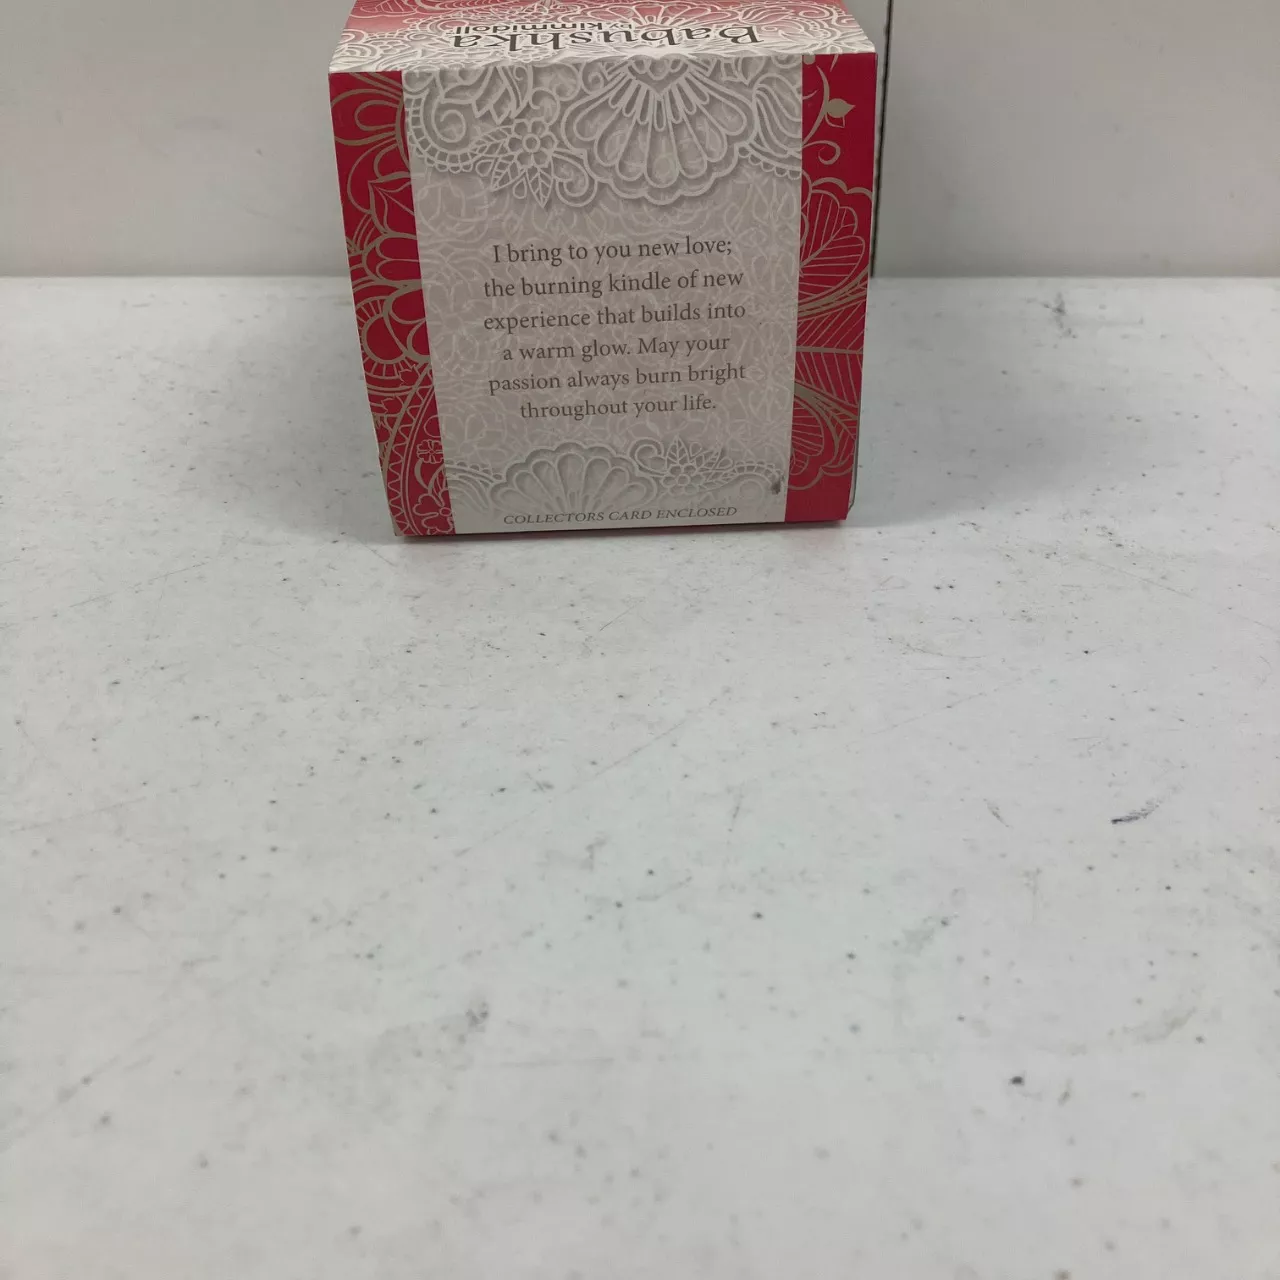 Babushka
by kimmidoll
I bring to you new love;
the burning kindle of new
experience that builds into
a warm glow. May your
passion always burn bright
throughout your life.
COLLECTORS CARD ENCLOSED